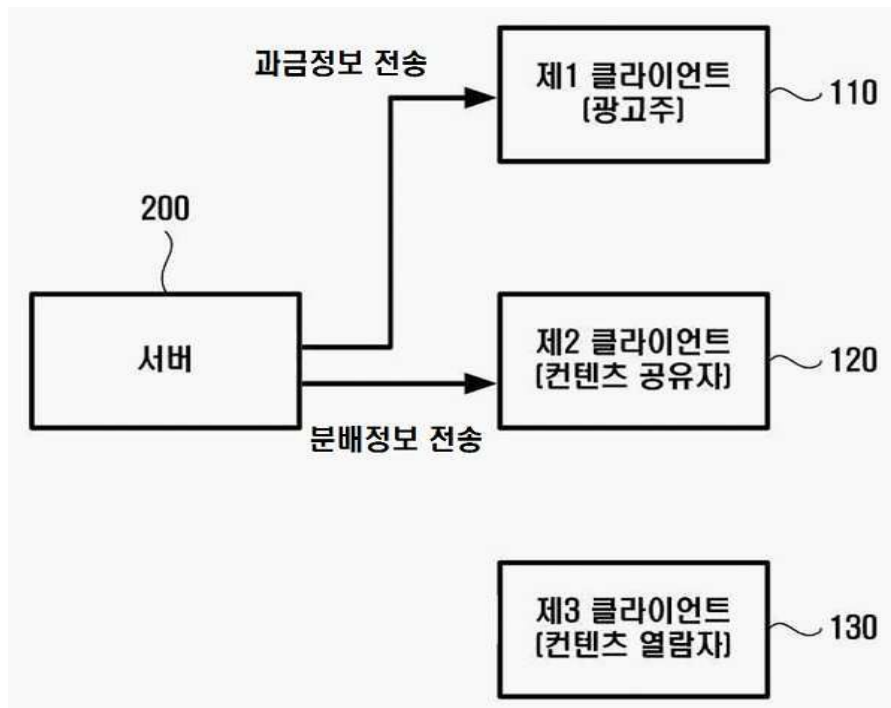 과금정보 전송
제1 클라이언트
(광고주)
110
200
서버
제2 클라이언트
(컨텐츠 공유자)
120
분배정보 전송
제3 클라이언트
(컨텐츠 열람자)
130